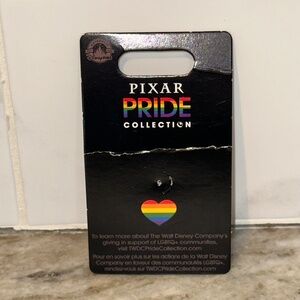 PIXAR
PRIDE
COLLECTION
To learn more about The Walt Disney Company's
giving in support of LGBTQ+ communities,
visit TWDCPrideCollection.com
Pour en savoir plus sur les actions de la Walt Disney
Company en faveur des communautés LGBTQ+,
rendez-vous sur TWDCPrideCollection.com